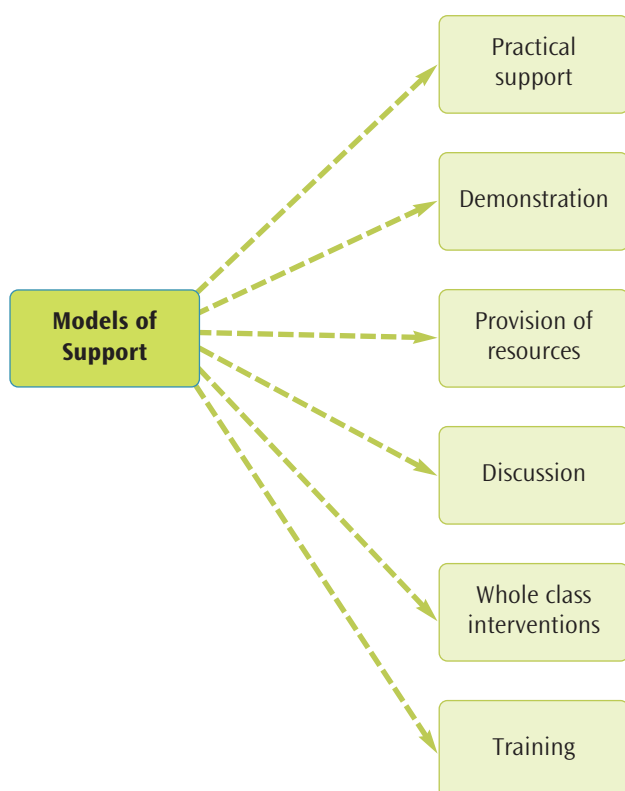 Practical
support
Demonstration
Models of
Support
Provision of
resources
Discussion
Whole class
interventions
Training